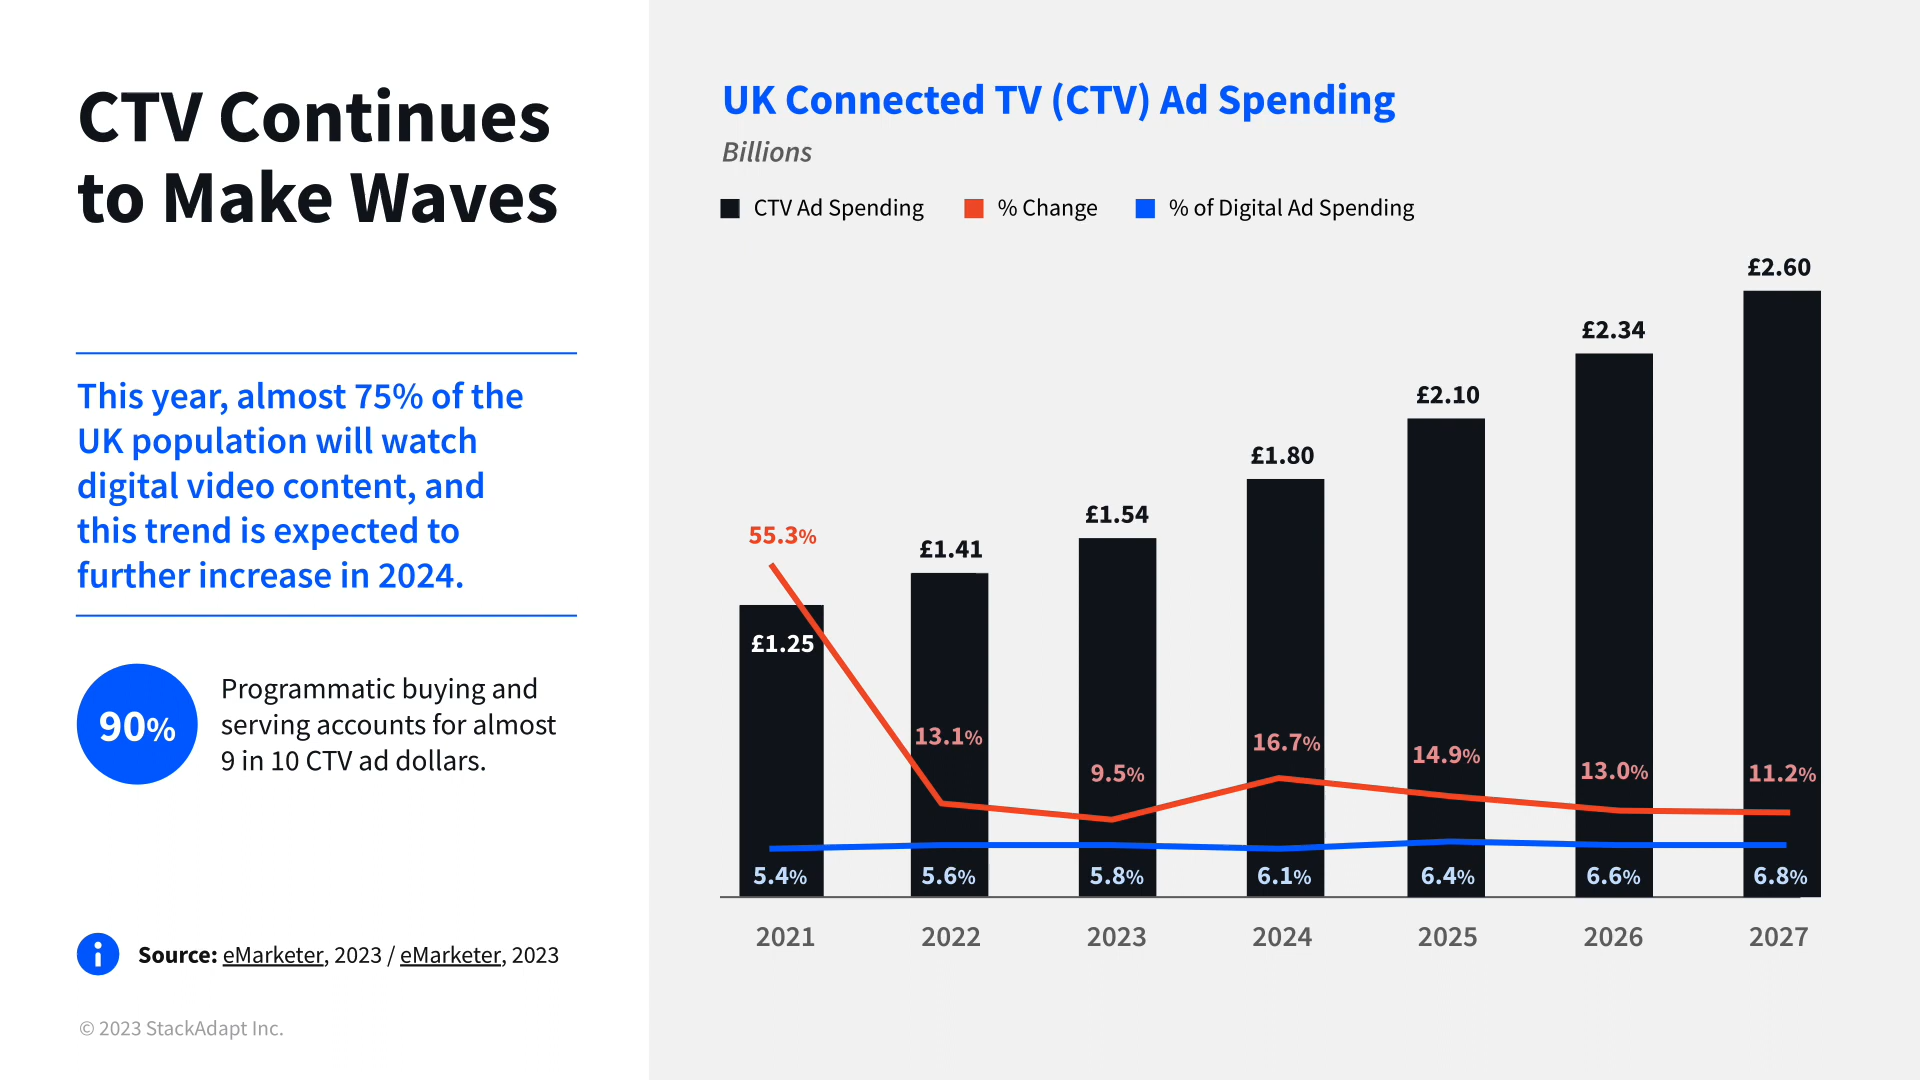 CTV Continues
to Make Waves
This year, almost 75% of the
UK population will watch
digital video content, and
this trend is expected to
further increase in 2024.
90%
Programmatic buying and
serving accounts for almost
9 in 10 CTV ad dollars.
Source: eMarketer, 2023 / eMarketer, 2023
© 2023 StackAdapt Inc.
UK Connected TV (CTV) Ad Spending
Billions
CTV Ad Spending % Change % of Digital Ad Spending
£2.60
£2.34
£2.10
£1.80
£1.54
55.3%
£1.41
£1.25
13.1% 9.5% 16.7% 14.9% 13.0% 11.2%
5.4% 5.6% 5.8% 6.1% 6.4% 6.6% 6.8%
2021 2022 2023 2024 2025 2026 2027